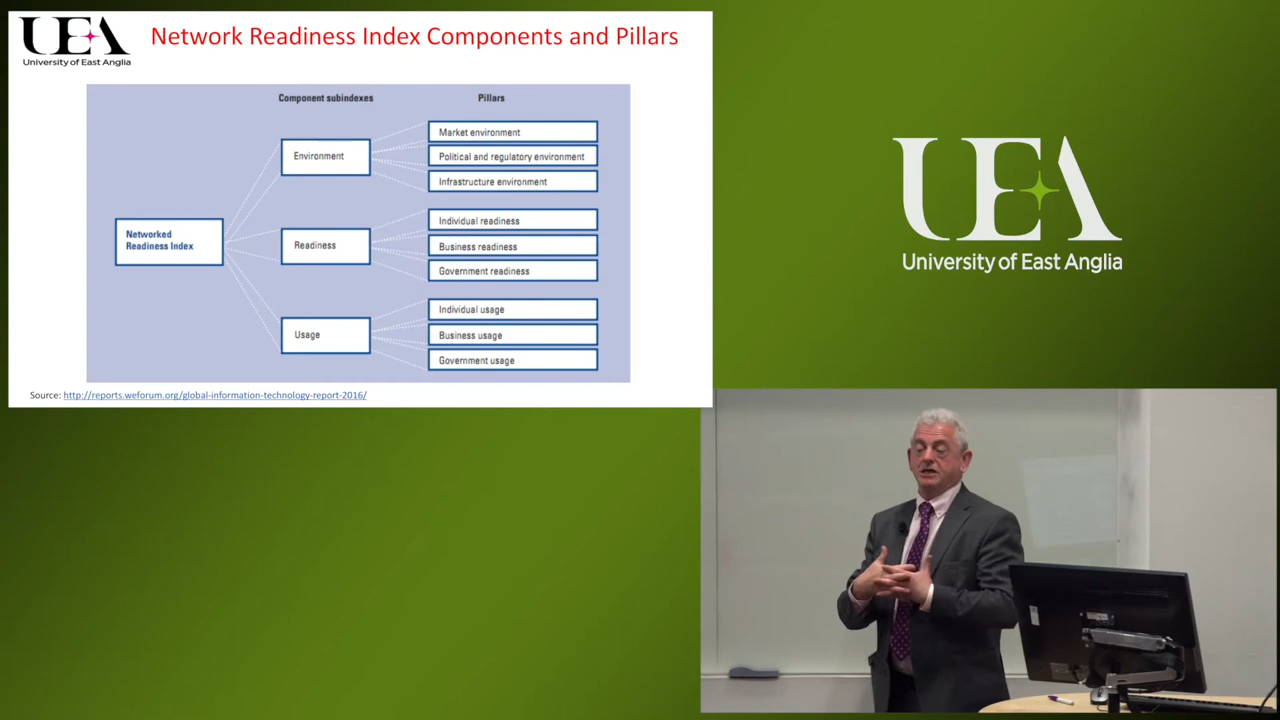 UEA
University of East Anglia
Network Readiness Index Components and Pillars
Component subindexes
Pillars
Networked
Readiness Index
Environment
Market environment
Political and regulatory environment
Infrastructure environment
Readiness
Individual readiness
Business readiness
Government readiness
Usage
Individual usage
Business usage
Government usage
Source: http://reports.weforum.org/global-information-technology-report-2016/
UEA
University of East Anglia